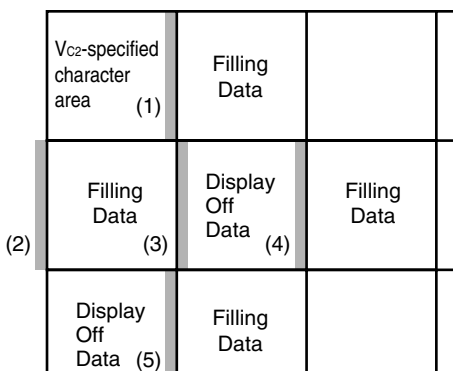 VC2-specified
character
area
(1)
Filling
Data
(2)
Filling
Data
(3)
Display
Off
Data
(4)
Filling
Data
Display
Off
Data (5)
Filling
Data